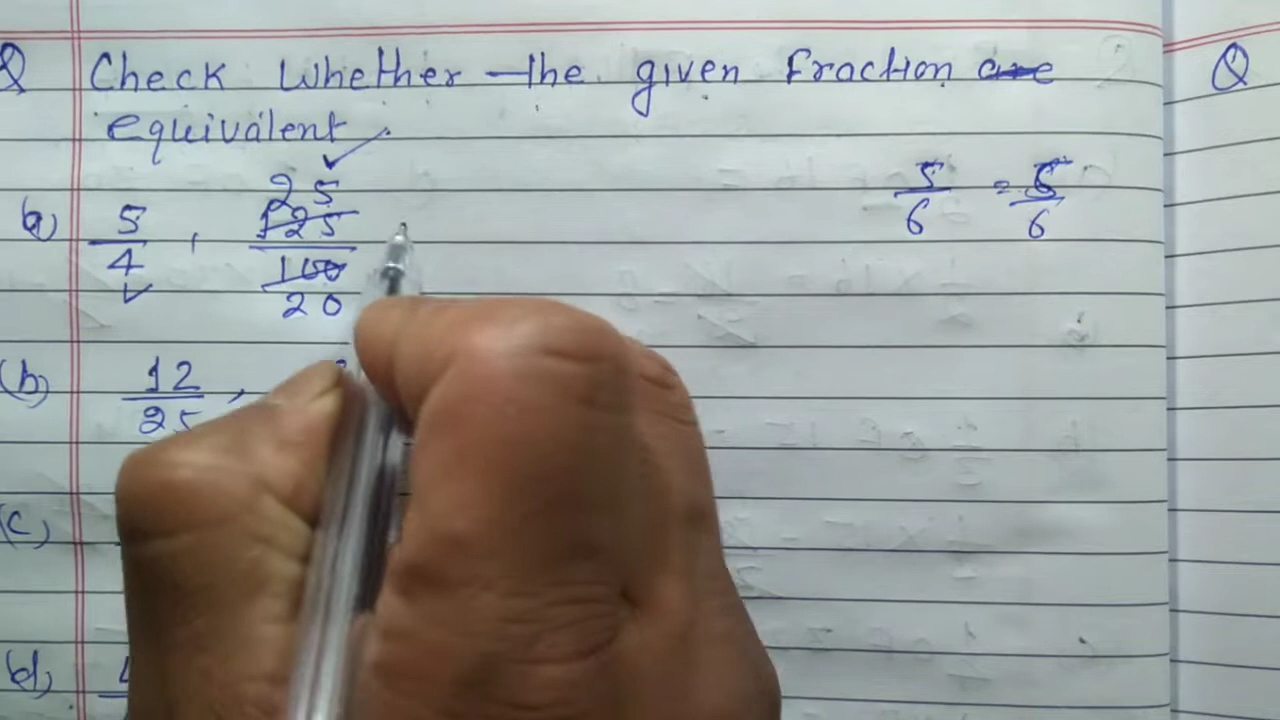 Q Check Whether the given Fraction are Q
equivalent
25
5/6 = 5/6
a) 5/4 , 125/100
20
(b) 12/25 ,
(c)
(d)